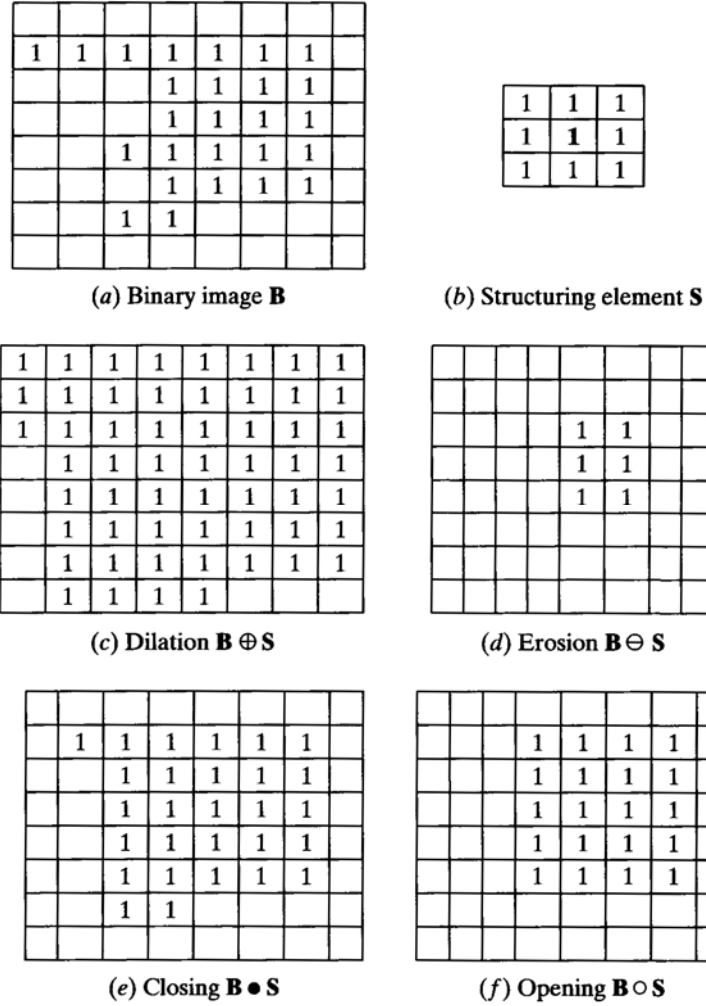 1 1 1 1 1 1 1
1 1 1 1
1 1 1 1
1 1 1 1 1
1 1 1 1
1 1
(a) Binary image B
1 1 1
1 1 1
1 1 1
(b) Structuring element S
1 1 1 1 1 1 1 1
1 1 1 1 1 1 1 1
1 1 1 1 1 1 1 1
1 1 1 1 1 1 1
1 1 1 1 1 1 1
1 1 1 1 1 1 1
1 1 1 1 1 1 1
1 1 1 1
(c) Dilation B ⊕ S
1 1
1 1
1 1
(d) Erosion B ⊖ S
1 1 1 1 1 1
1 1 1 1 1
1 1 1 1 1
1 1 1 1 1
1 1 1 1 1
1 1
(e) Closing B ● S
1 1 1 1
1 1 1 1
1 1 1 1
1 1 1 1
1 1 1 1
(f) Opening B ○ S